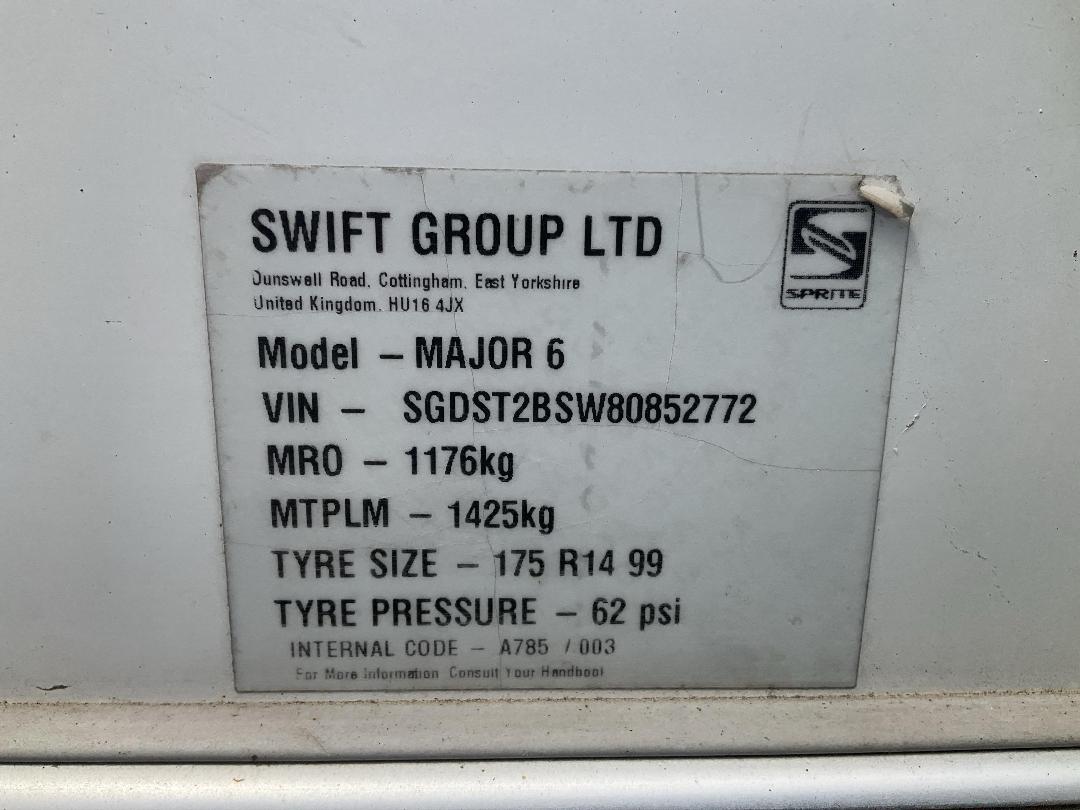 SWIFT GROUP LTD
SPRITE
Dunswell Road, Cottingham, East Yorkshire
United Kingdom. HU16 4JX
Model – MAJOR 6
VIN – SGDST2BSW80852772
MRO – 1176kg
MTPLM – 1425kg
TYRE SIZE – 175 R14 99
TYRE PRESSURE – 62 psi
INTERNAL CODE – A785 / 003
For More Information Consult Your Handbook